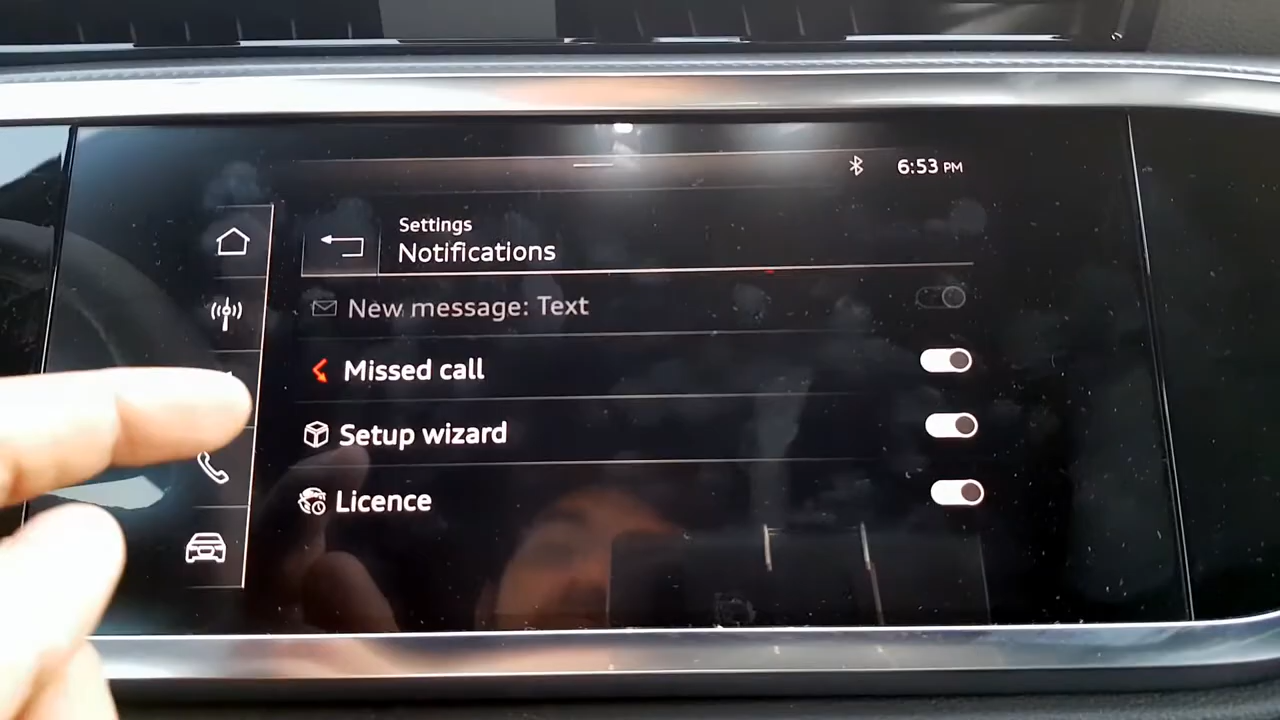 6:53 PM
Settings
Notifications
New message: Text
Missed call
Setup wizard
Licence